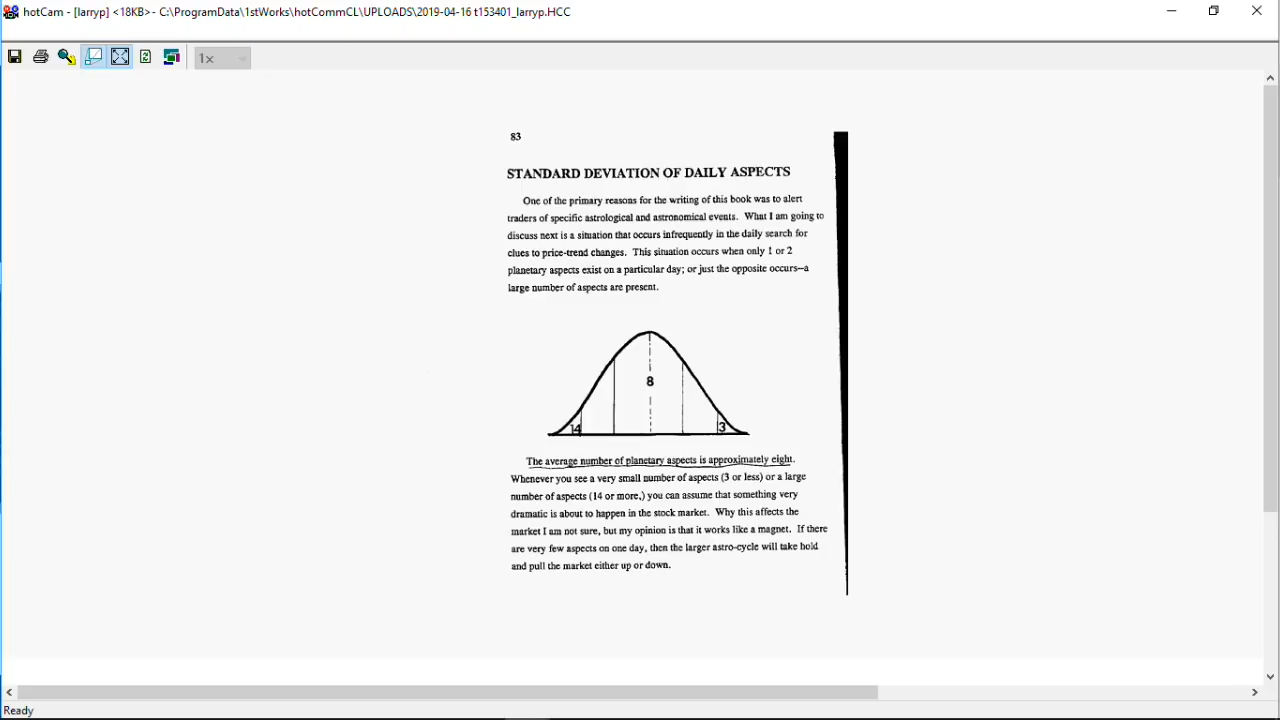 hotCam - [larryp] <18KB>- C:\ProgramData\1stWorks\hotCommCL\UPLOADS\2019-04-16 t153401_larryp.HCC
1x
83
STANDARD DEVIATION OF DAILY ASPECTS
One of the primary reasons for the writing of this book was to alert
traders of specific astrological and astronomical events. What I am going to
discuss next is a situation that occurs infrequently in the daily search for
clues to price-trend changes. This situation occurs when only 1 or 2
planetary aspects exist on a particular day; or just the opposite occurs--a
large number of aspects are present.
8
14 3
The average number of planetary aspects is approximately eight.
Whenever you see a very small number of aspects (3 or less) or a large
number of aspects (14 or more,) you can assume that something very
dramatic is about to happen in the stock market. Why this affects the
market I am not sure, but my opinion is that it works like a magnet. If there
are very few aspects on one day, then the larger astro-cycle will take hold
and pull the market either up or down.
Ready